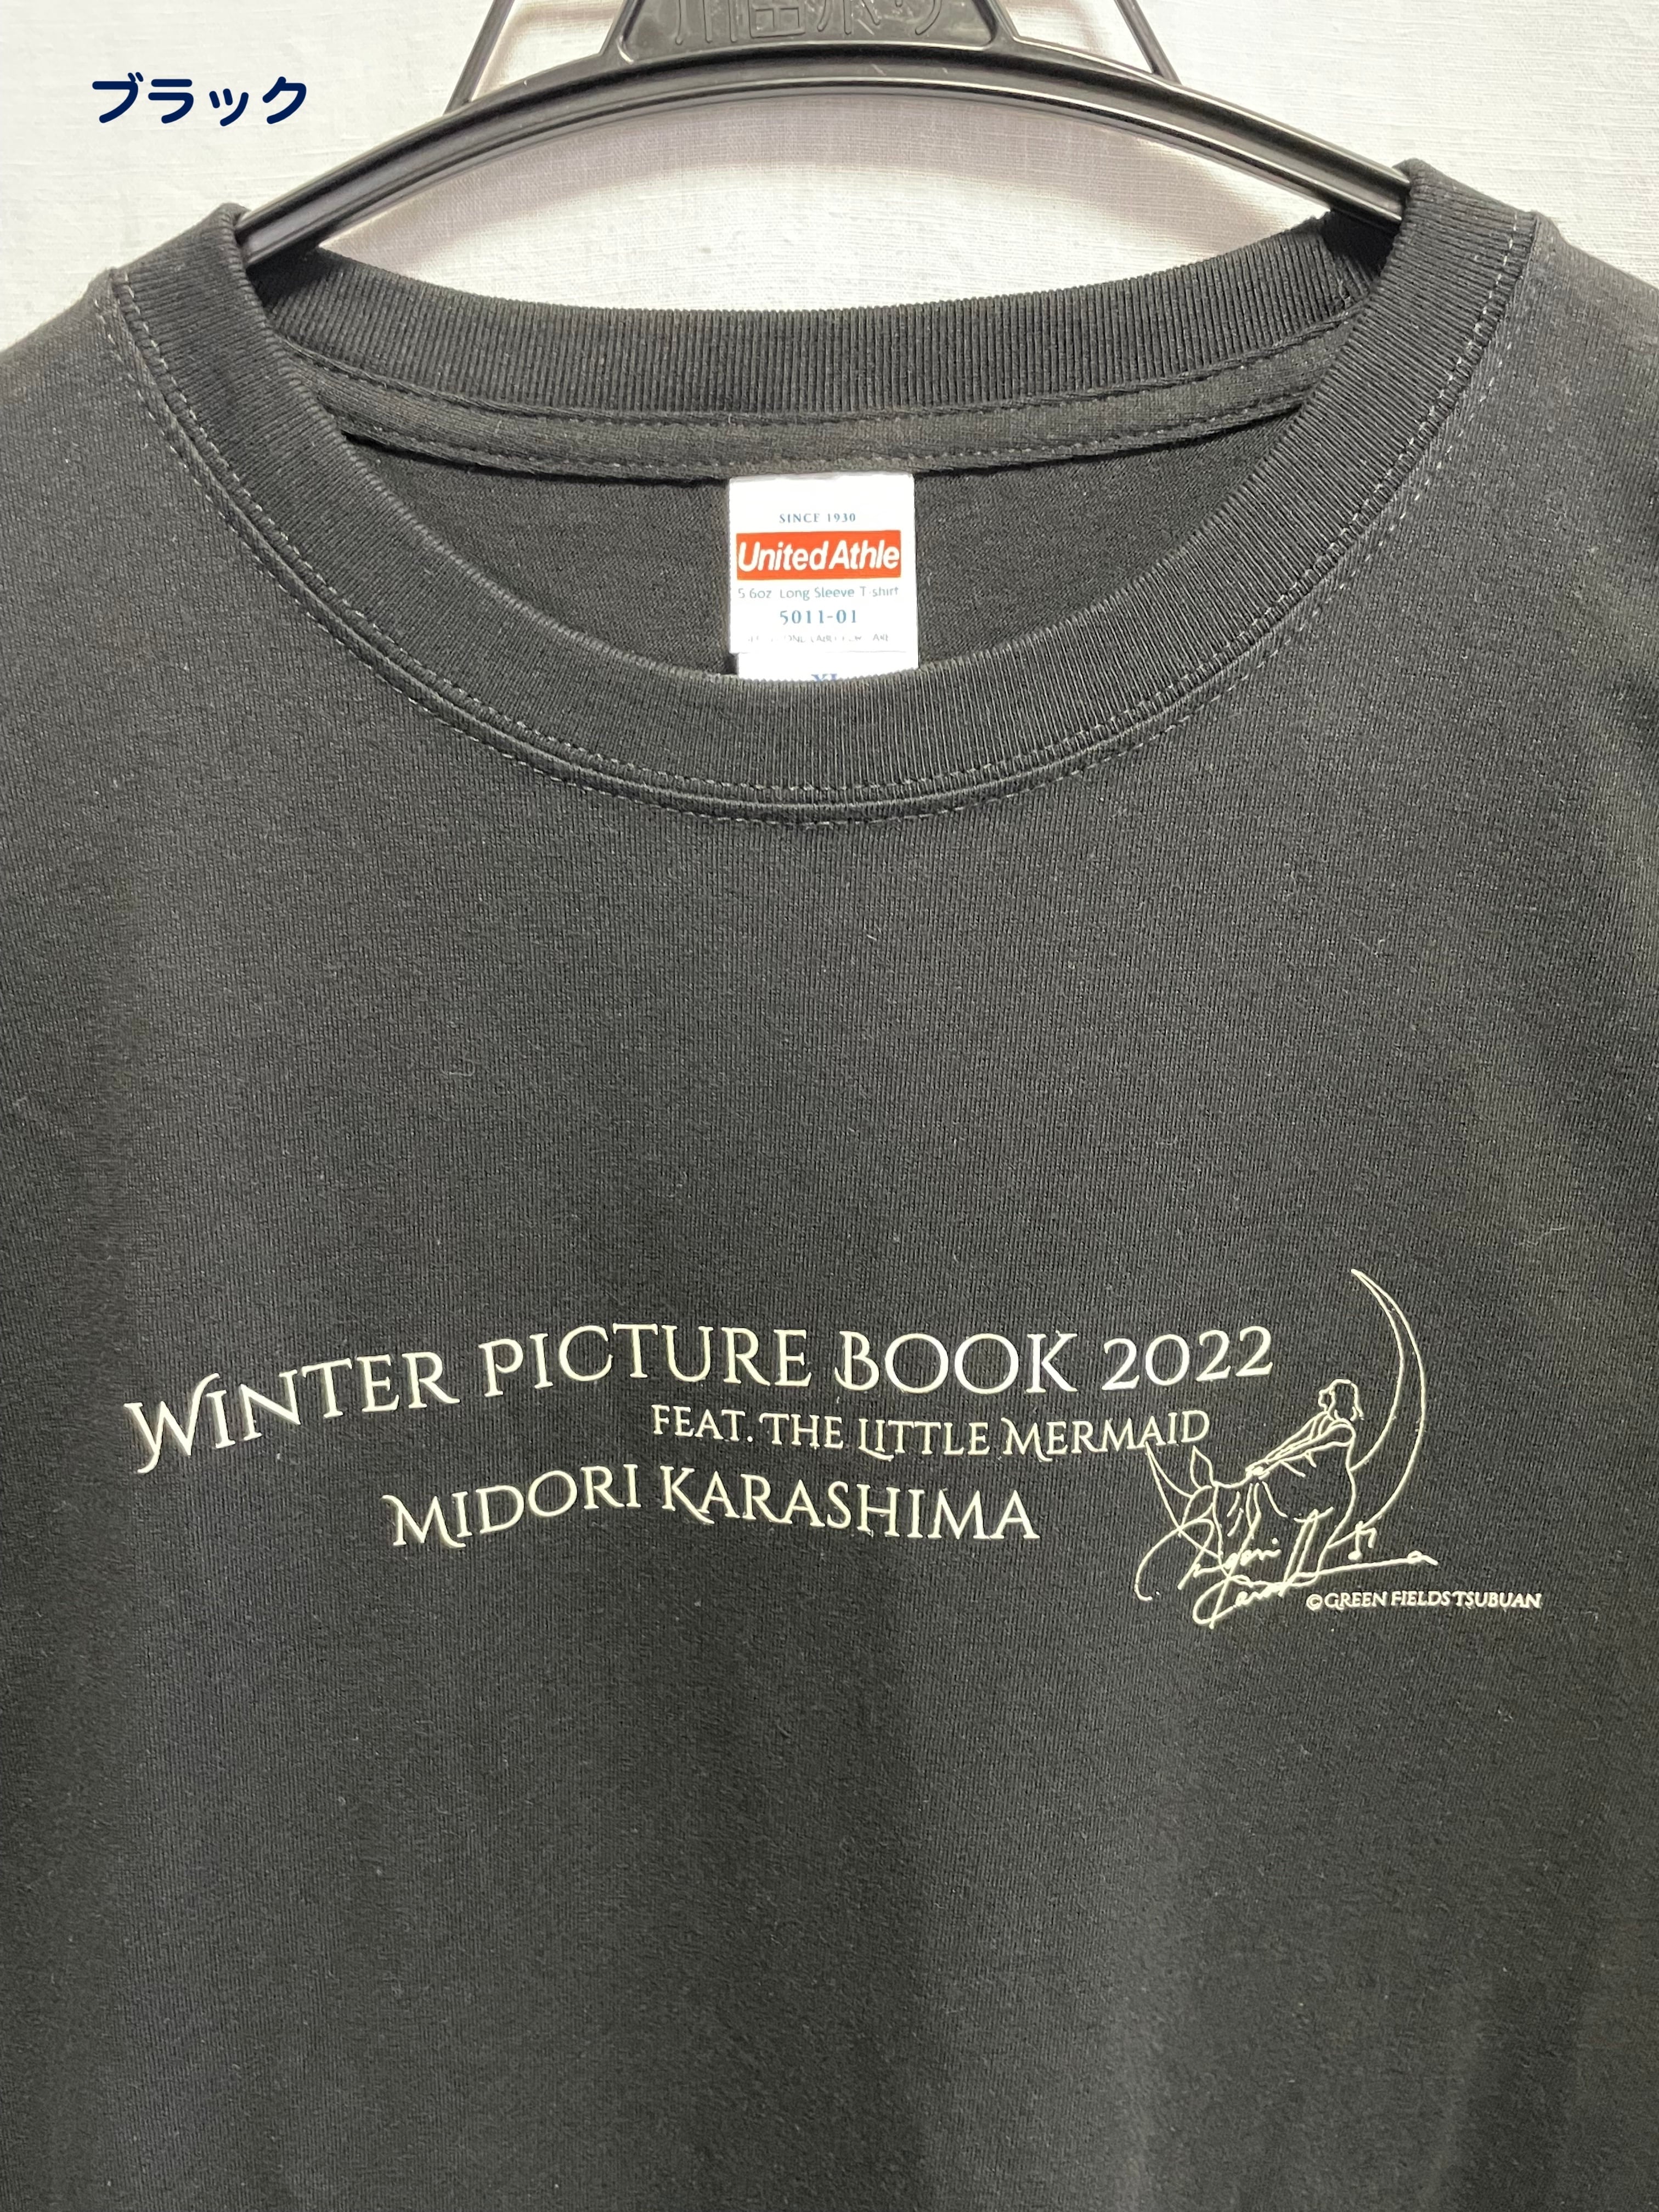 ブラック
SINCE 1930
United Athle
5.6oz Long Sleeve T-shirt
5011-01
XL
WINTER PICTURE BOOK 2022
FEAT. THE LITTLE MERMAID
MIDORI KARASHIMA
©GREEN FIELDS TSUBUAN